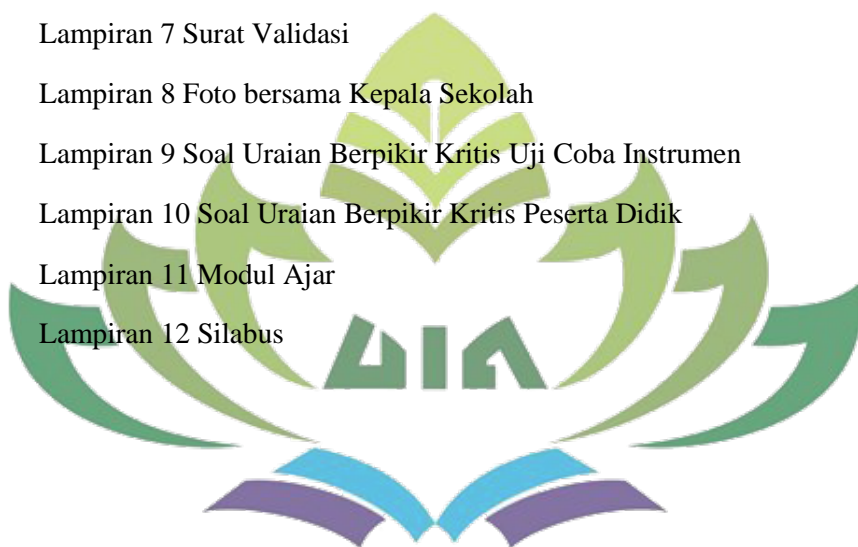 Lampiran 7 Surat Validasi
Lampiran 8 Foto bersama Kepala Sekolah
Lampiran 9 Soal Uraian Berpikir Kritis Uji Coba Instrumen
Lampiran 10 Soal Uraian Berpikir Kritis Peserta Didik
Lampiran 11 Modul Ajar
Lampiran 12 Silabus
UIN